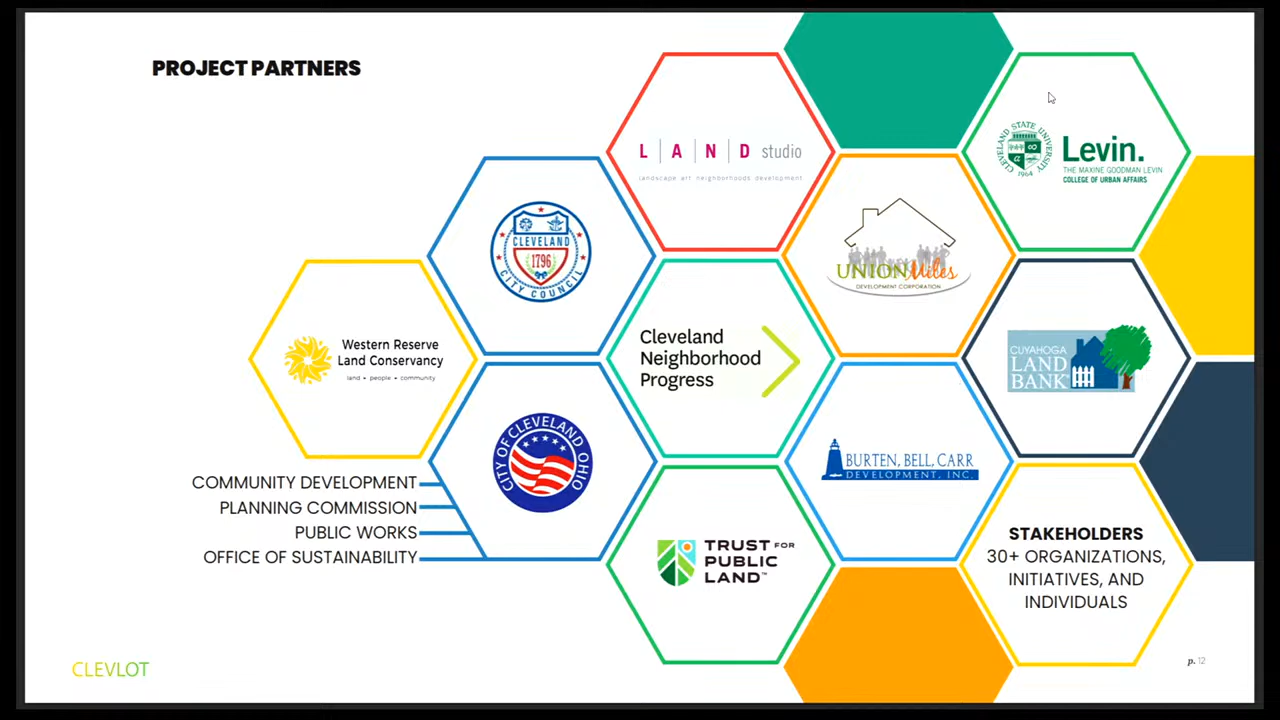 PROJECT PARTNERS
L A N D studio
landscape art neighborhoods development
CLEVELAND STATE UNIVERSITY
1964
Levin.
THE MAXINE GOODMAN LEVIN
COLLEGE OF URBAN AFFAIRS
CLEVELAND
1796
CITY COUNCIL
UNION Miles
DEVELOPMENT CORPORATION
Western Reserve
Land Conservancy
land • people • community
Cleveland
Neighborhood
Progress
CUYAHOGA
LAND
BANK
CITY OF CLEVELAND OHIO
BURTEN, BELL, CARR
DEVELOPMENT, INC.
COMMUNITY DEVELOPMENT
PLANNING COMMISSION
PUBLIC WORKS
OFFICE OF SUSTAINABILITY
TRUST FOR
PUBLIC
LAND™
STAKEHOLDERS
30+ ORGANIZATIONS,
INITIATIVES, AND
INDIVIDUALS
CLEVLOT
p. 12